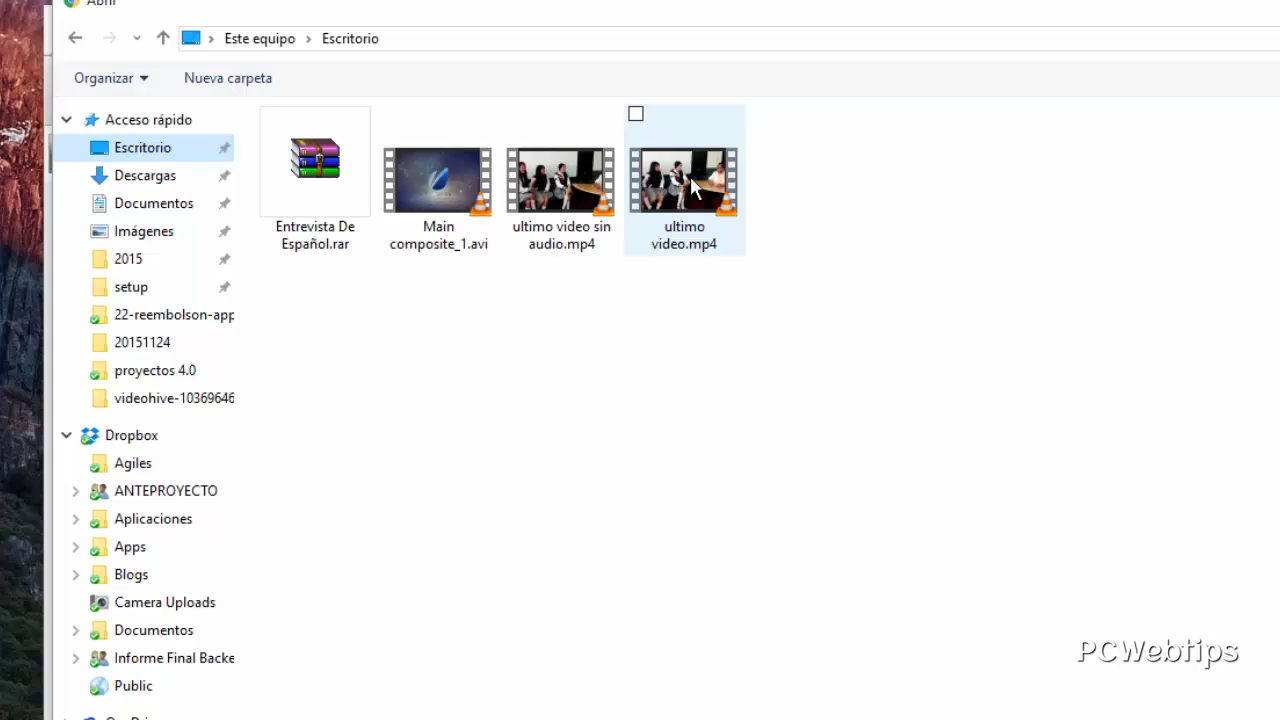 Abrir
Este equipo > Escritorio
Organizar
Nueva carpeta
Acceso rápido
Escritorio
Descargas
Documentos
Imágenes
2015
setup
22-reembolson-app
20151124
proyectos 4.0
videohive-10369646
Dropbox
Agiles
ANTEPROYECTO
Aplicaciones
Apps
Blogs
Camera Uploads
Documentos
Informe Final Backe
Public
Entrevista De
Español.rar
Main
composite_1.avi
ultimo video sin
audio.mp4
ultimo
video.mp4
PCWebtips